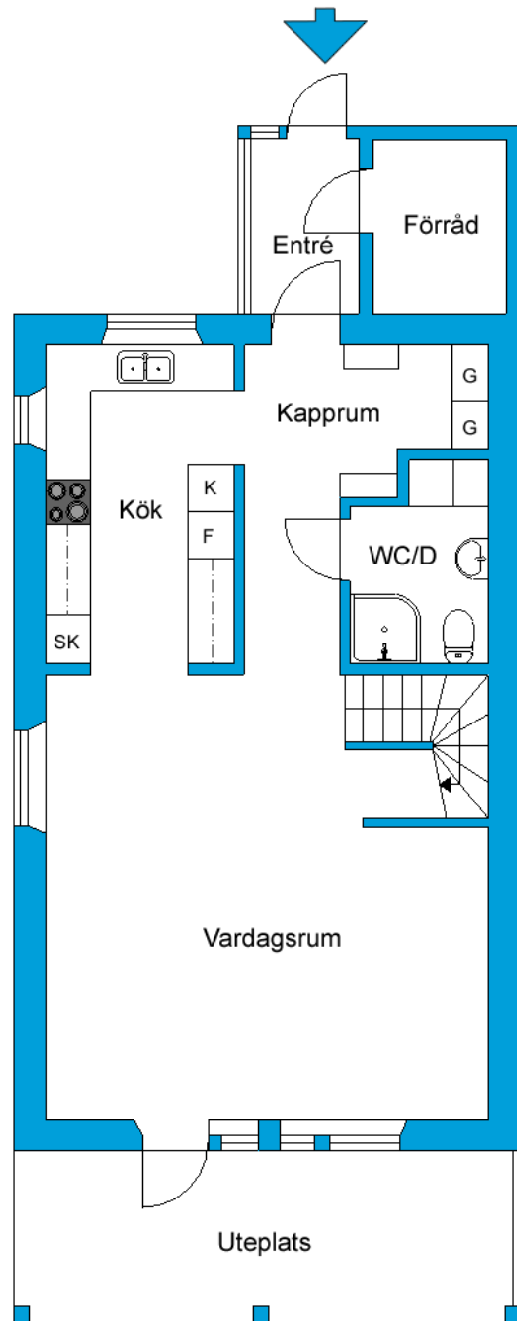 Entré
Förråd
G
Kapprum
G
K
Kök
F
WC/D
SK
Vardagsrum
Uteplats